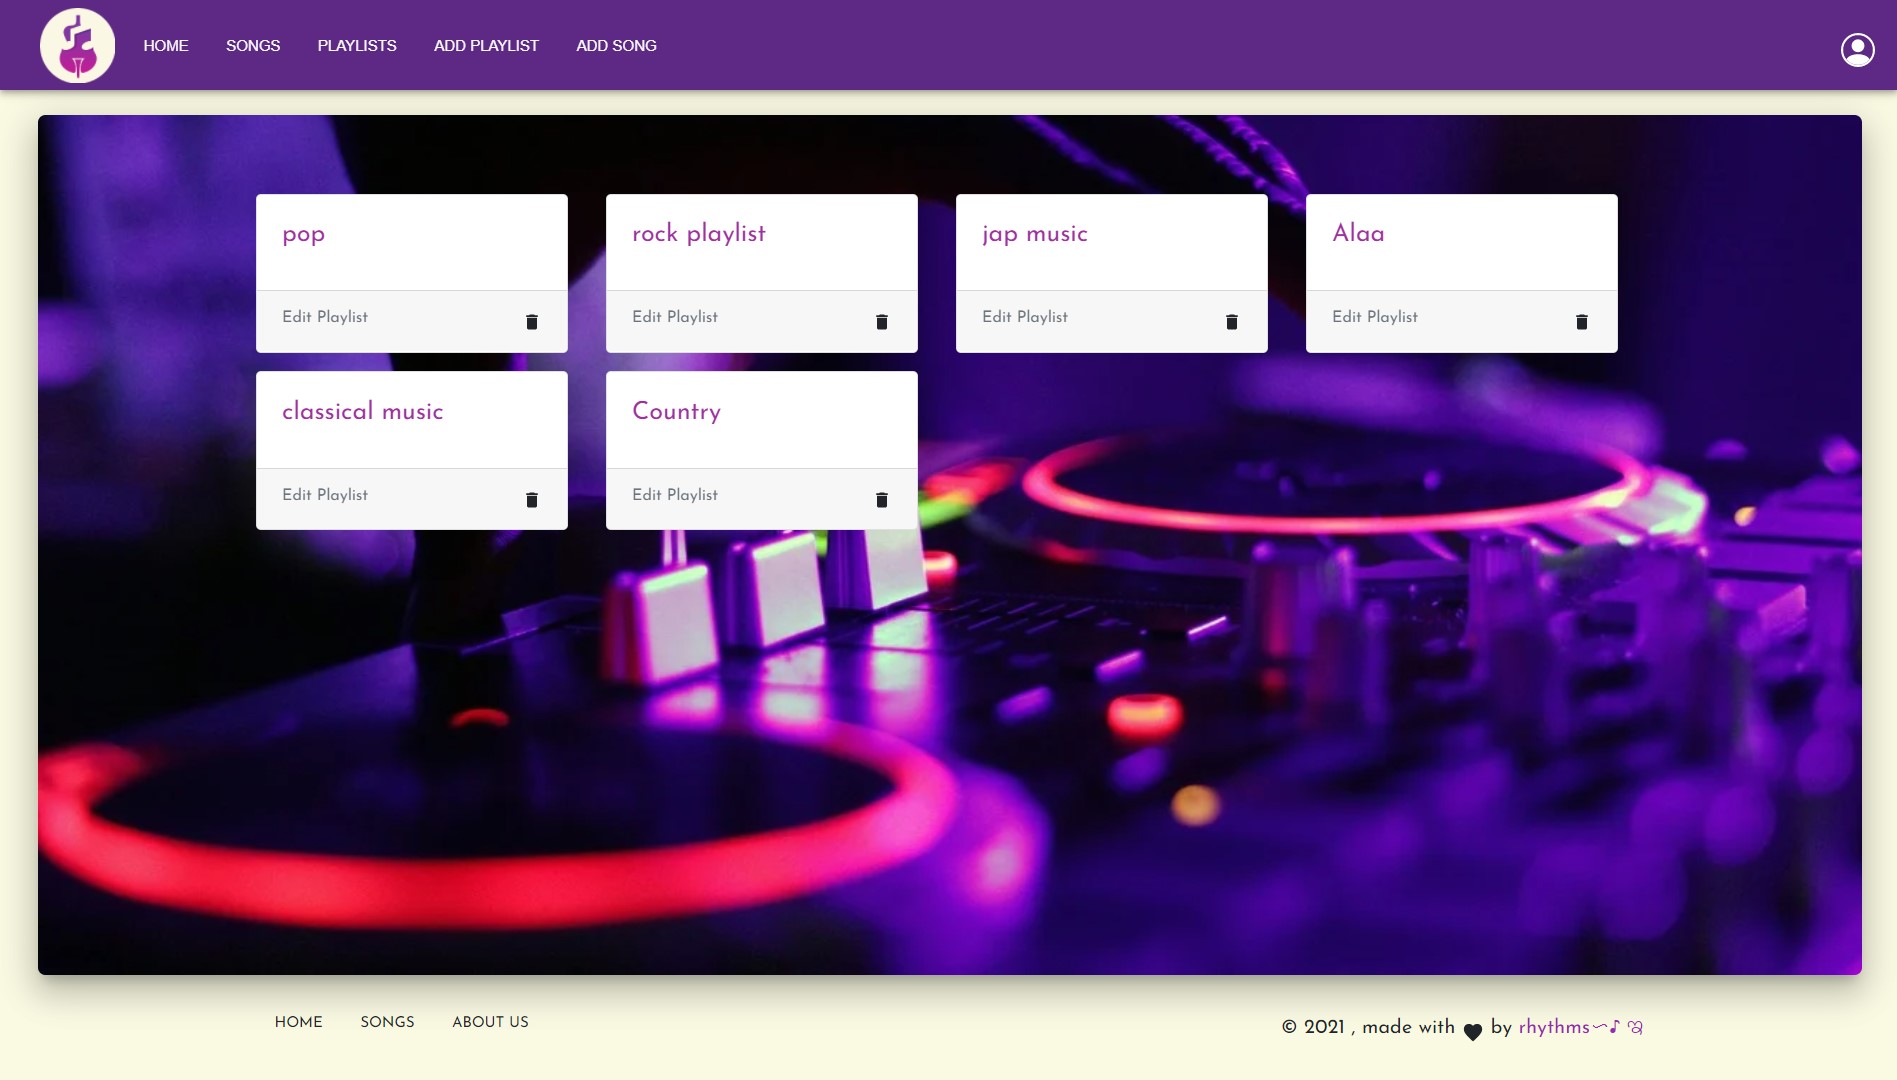 HOME SONGS PLAYLISTS ADD PLAYLIST ADD SONG
pop
Edit Playlist
rock playlist
Edit Playlist
jap music
Edit Playlist
Alaa
Edit Playlist
classical music
Edit Playlist
Country
Edit Playlist
HOME SONGS ABOUT US
© 2021 , made with ♥ by rhythms〰♪ ஐ